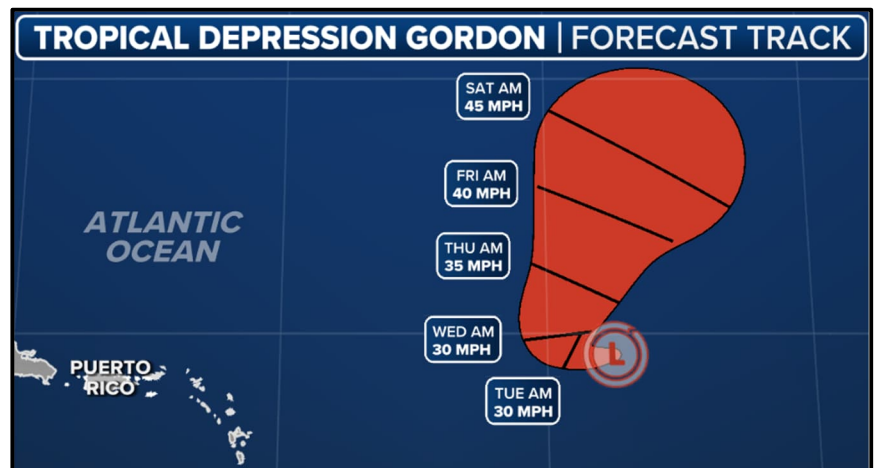 TROPICAL DEPRESSION GORDON | FORECAST TRACK
SAT AM
45 MPH
FRI AM
40 MPH
ATLANTIC
OCEAN
THU AM
35 MPH
WED AM
30 MPH
L
PUERTO
RICO
TUE AM
30 MPH